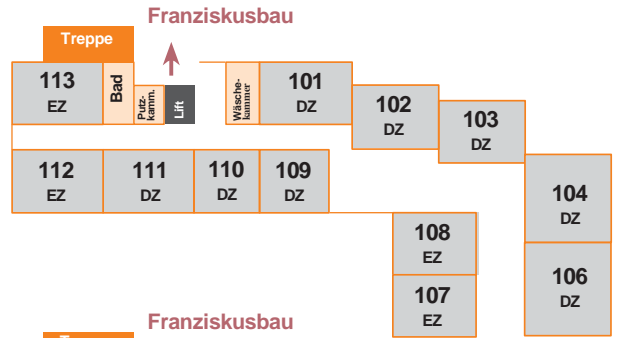 Franziskusbau
Treppe
113
EZ
Bad
Putz-
kamm.
Lift
Wäsche-
kammer
101
DZ
102
DZ
103
DZ
112
EZ
111
DZ
110
DZ
109
DZ
104
DZ
108
EZ
106
DZ
107
EZ
Franziskusbau